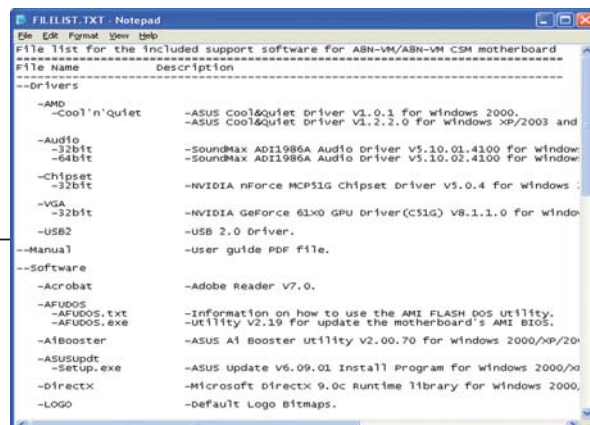 FILELIST.TXT - Notepad
File Edit Format View Help
File list for the included support software for A8N-VM/A8N-VM CSM motherboard
File Name Description
--Drivers
-AMD
-Cool'n'Quiet -ASUS Cool&Quiet Driver V1.0.1 for Windows 2000.
-ASUS Cool&Quiet Driver V1.2.2.0 for Windows XP/2003 and
-Audio
-32bit -SoundMax ADI1986A Audio Driver V5.10.01.4100 for Window
-64bit -SoundMax ADI1986A Audio Driver V5.10.02.4100 for Window
-Chipset
-32bit -NVIDIA nForce MCP51G Chipset Driver V5.0.4 for Windows
-VGA
-32bit -NVIDIA GeForce 61X0 GPU Driver(C51G) V8.1.1.0 for Windo
-USB2 -USB 2.0 Driver.
--Manual -User guide PDF file.
--Software
-Acrobat -Adobe Reader V7.0.
-AFUDOS
-AFUDOS.txt -Information on how to use the AMI FLASH DOS Utility.
-AFUDOS.exe -Utility V2.19 for update the motherboard's AMI BIOS.
-AiBooster -ASUS Ai Booster Utility V2.00.70 for Windows 2000/XP/20
-ASUSUpdt
-Setup.exe -ASUS Update V6.09.01 Install Program for Windows 2000/X
-DirectX -Microsoft DirectX 9.0c Runtime library for Windows 2000,
-LOGO -Default Logo Bitmaps.